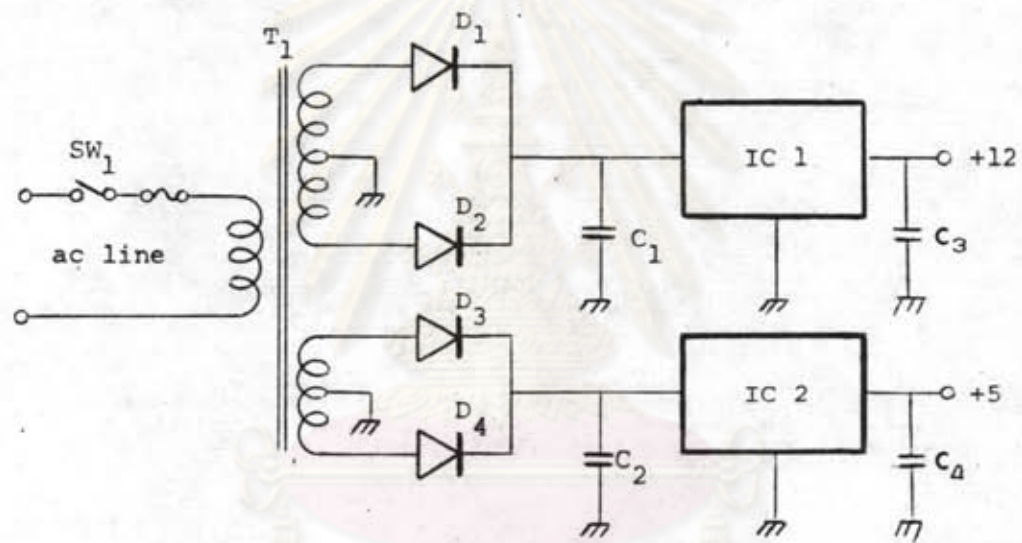 T1
D1
SW1
ac line
D2
C1
IC 1
+12
C3
D3
D4
C2
IC 2
+5
C4